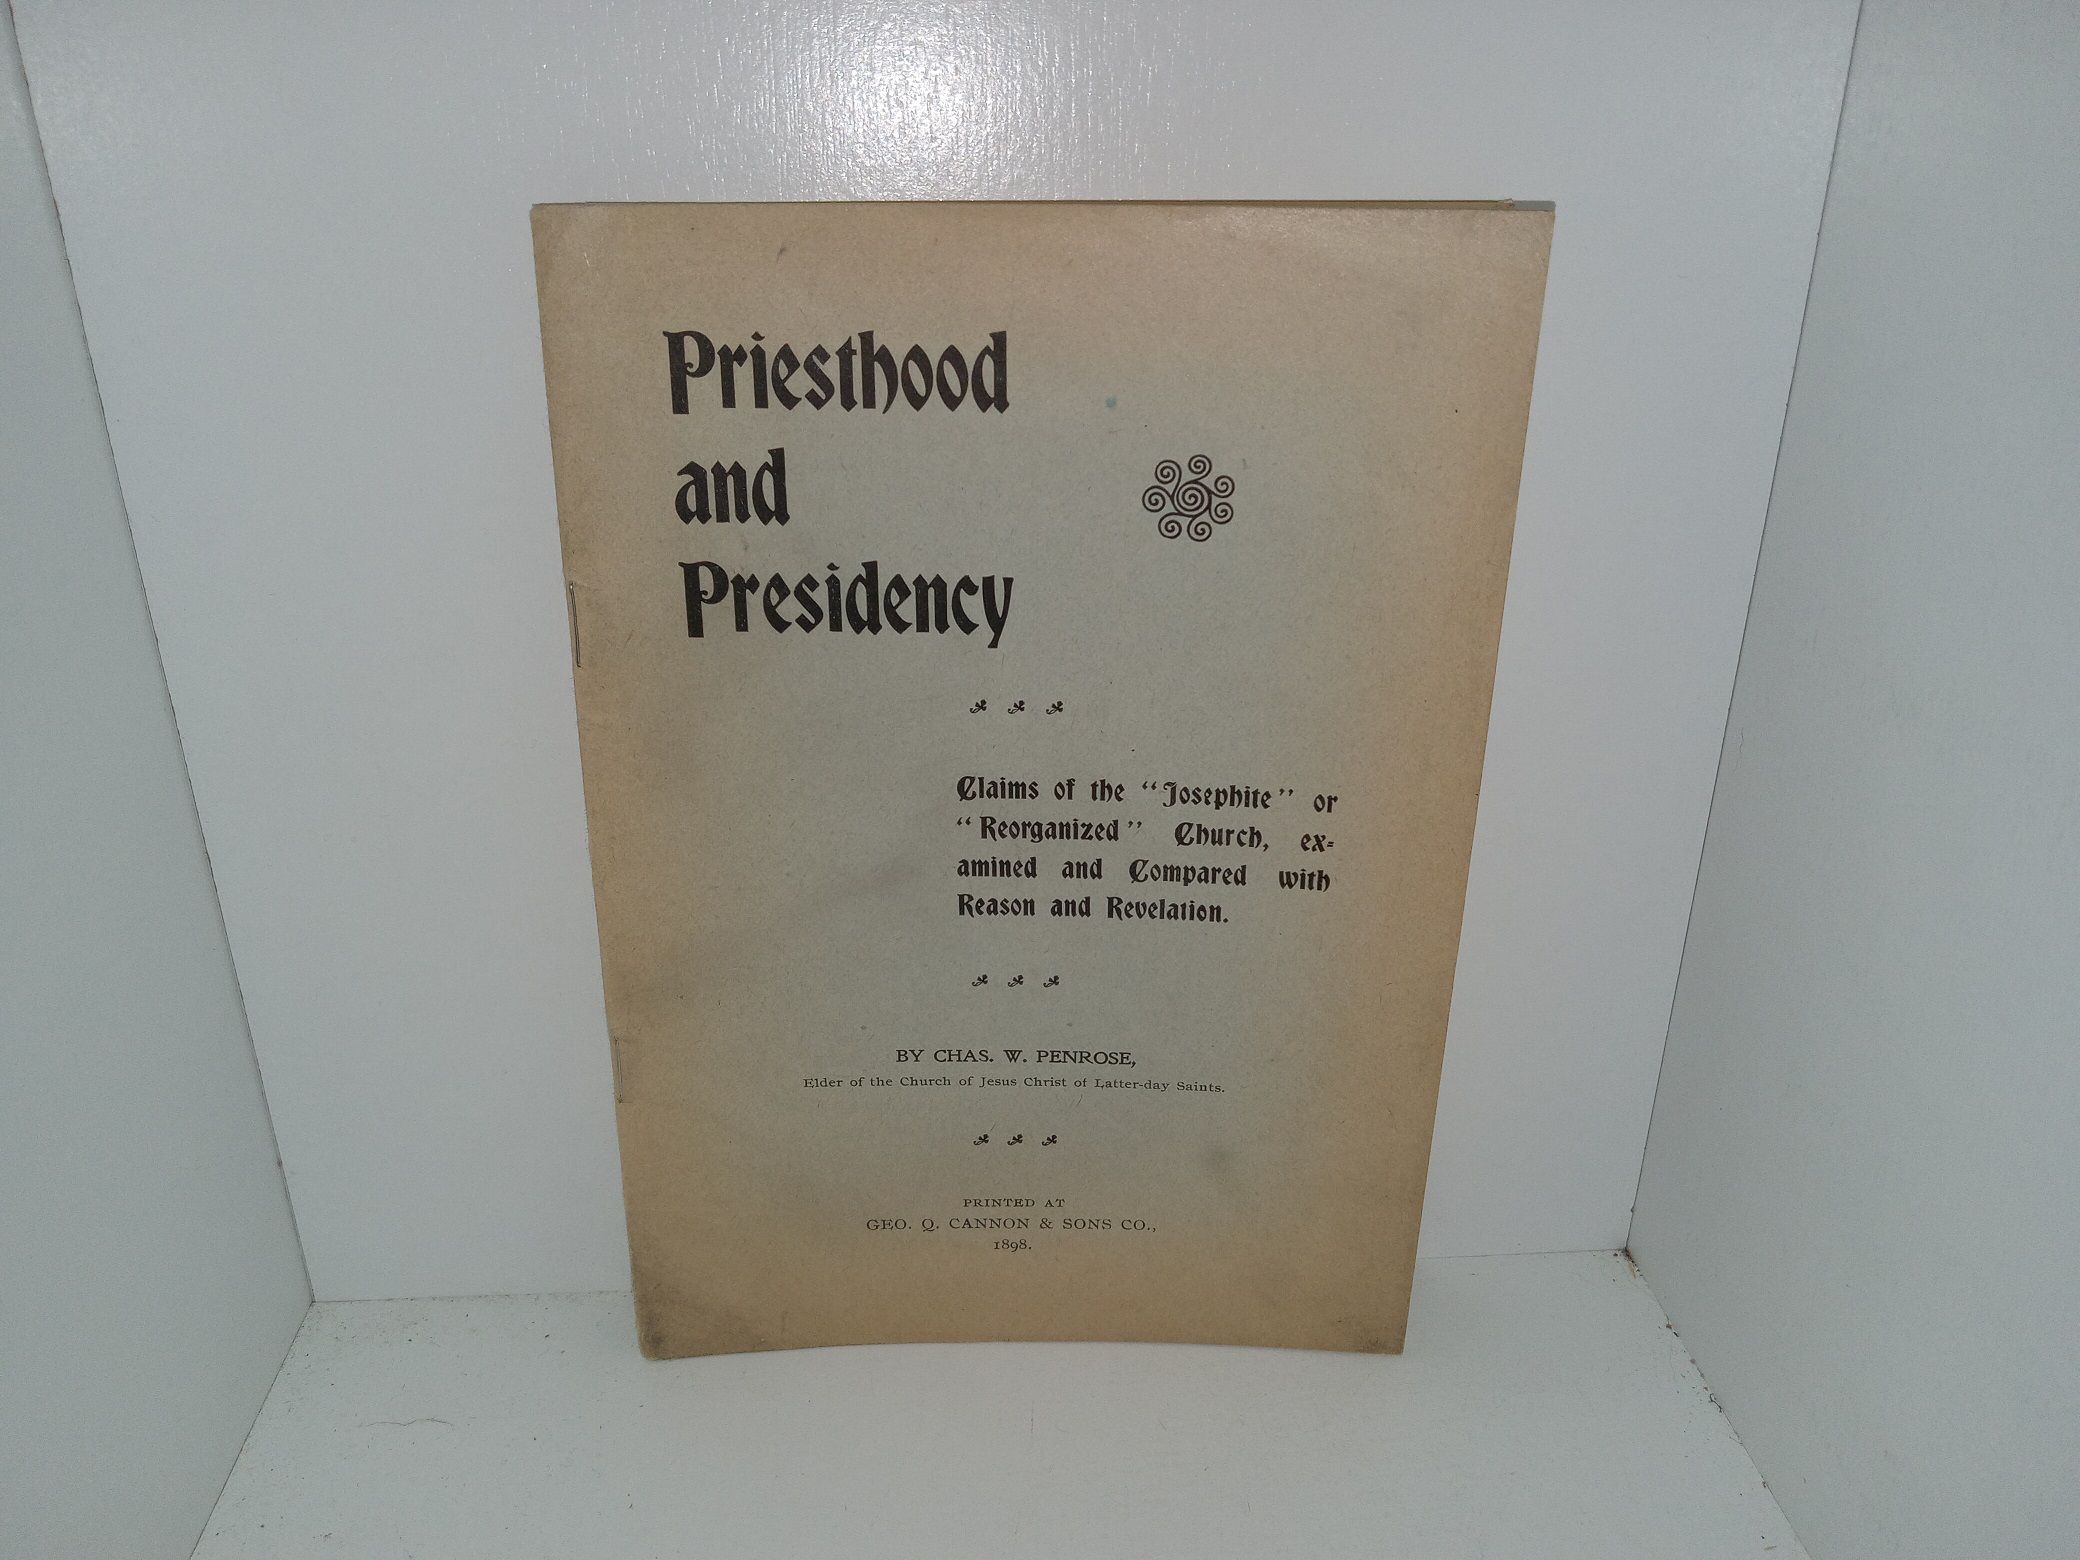 Priesthood
and
Presidency
Claims of the "Josephite" or
"Reorganized" Church, ex=
amined and Compared with
Reason and Revelation.
BY CHAS. W. PENROSE,
Elder of the Church of Jesus Christ of Latter-day Saints.
PRINTED AT
GEO. Q. CANNON & SONS CO.,
1898.